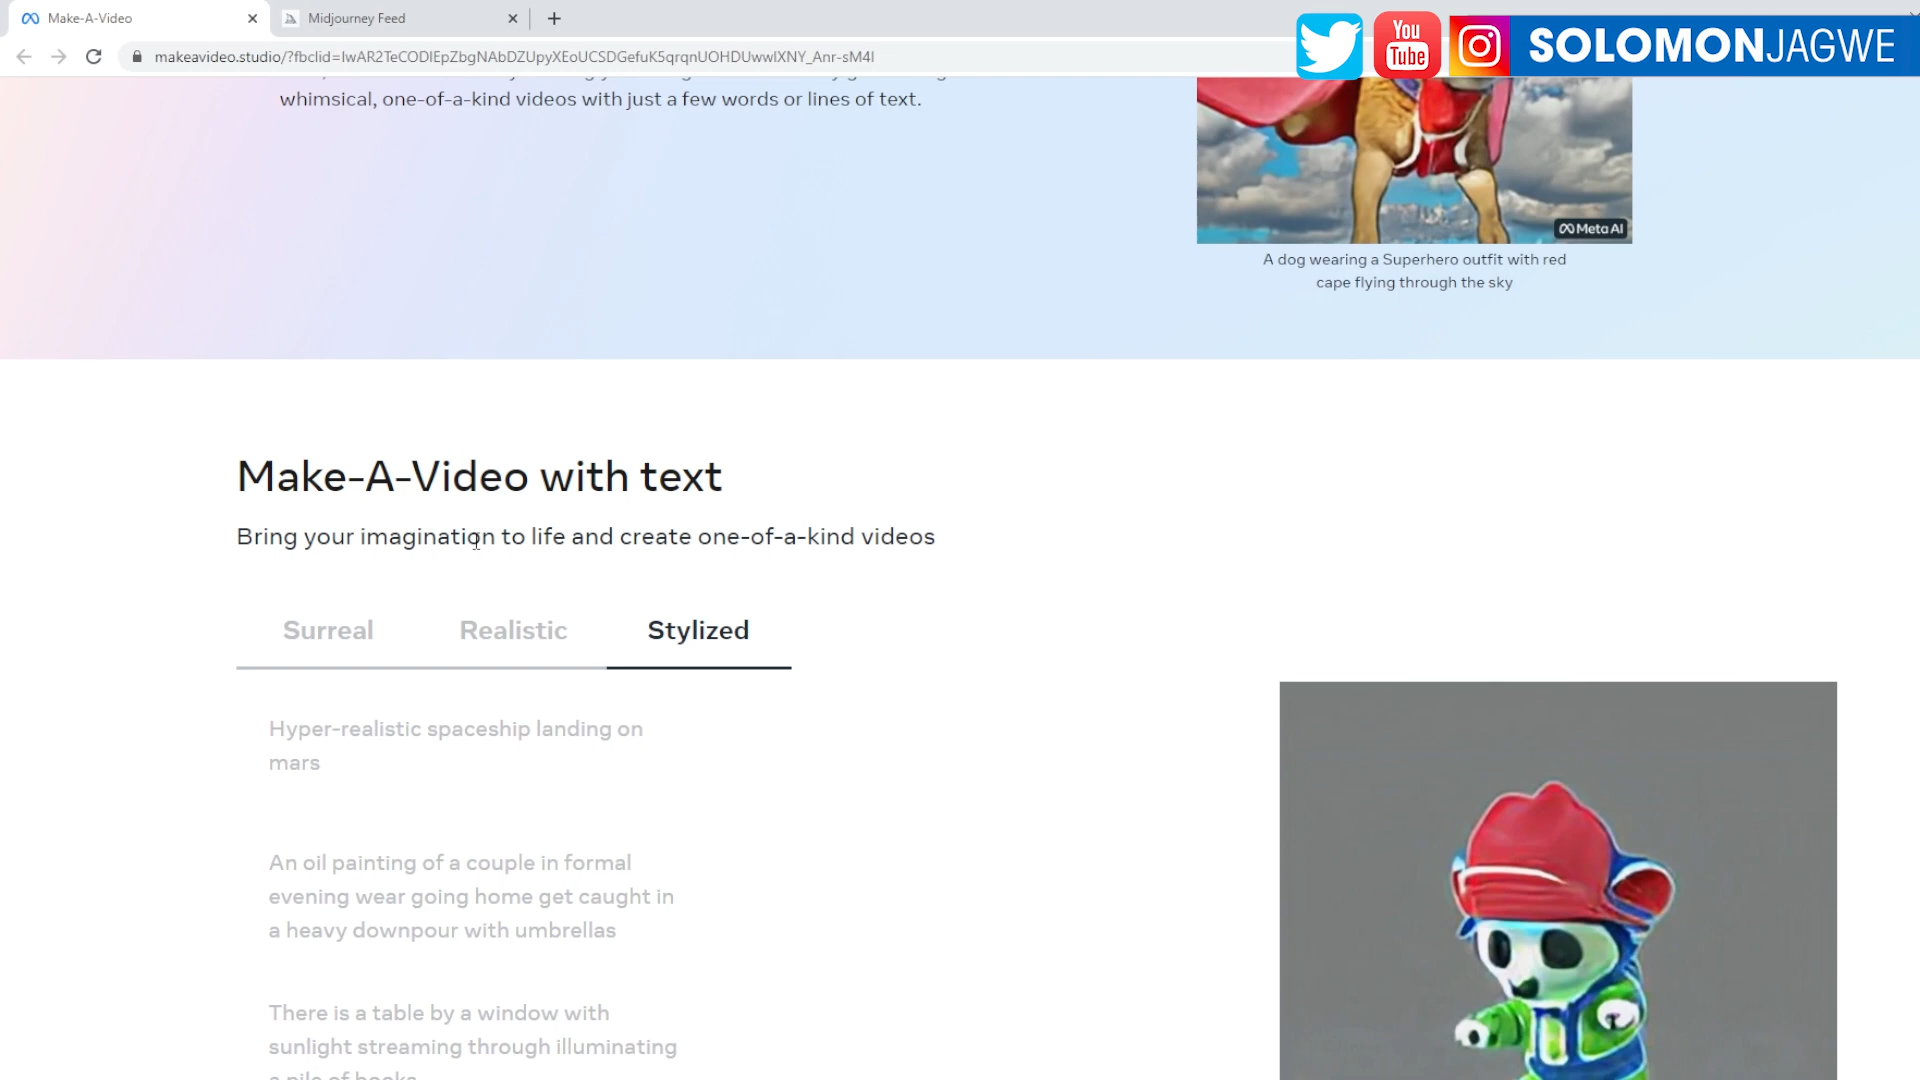 Make-A-Video
Midjourney Feed
You
Tube
SOLOMONJAGWE
makeavideo.studio/?fbclid=IwAR2TeCODIEpZbgNAbDZUpyXEoUCSDGefuK5qrqnUOHDUwwlXNY_Anr-sM4I
whimsical, one-of-a-kind videos with just a few words or lines of text.
Meta AI
A dog wearing a Superhero outfit with red
cape flying through the sky
Make-A-Video with text
Bring your imagination to life and create one-of-a-kind videos
Surreal Realistic Stylized
Hyper-realistic spaceship landing on
mars
An oil painting of a couple in formal
evening wear going home get caught in
a heavy downpour with umbrellas
There is a table by a window with
sunlight streaming through illuminating
a pile of books